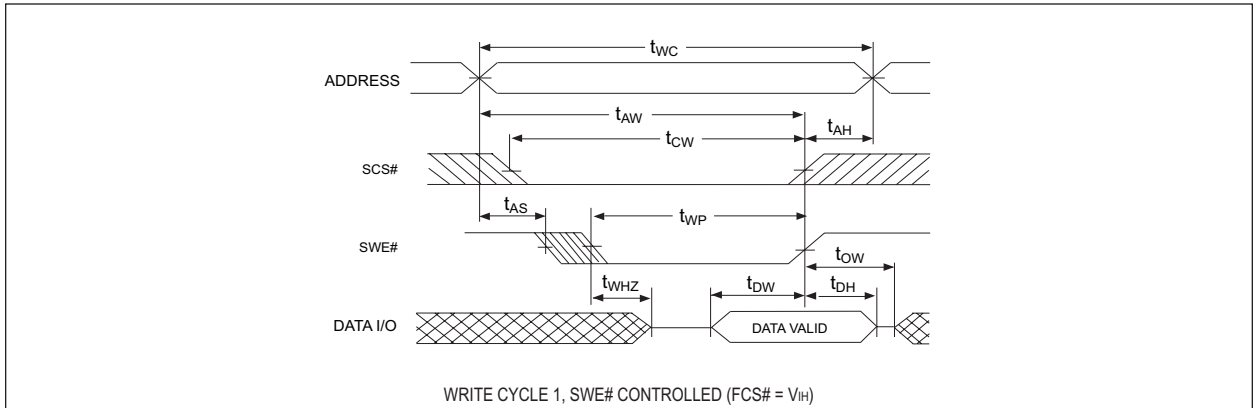 tWC
ADDRESS
tAW
tAH
tCW
SCS#
tAS
tWP
SWE#
tOW
tWHZ
tDW
tDH
DATA I/O
DATA VALID
WRITE CYCLE 1, SWE# CONTROLLED (FCS# = VIH)